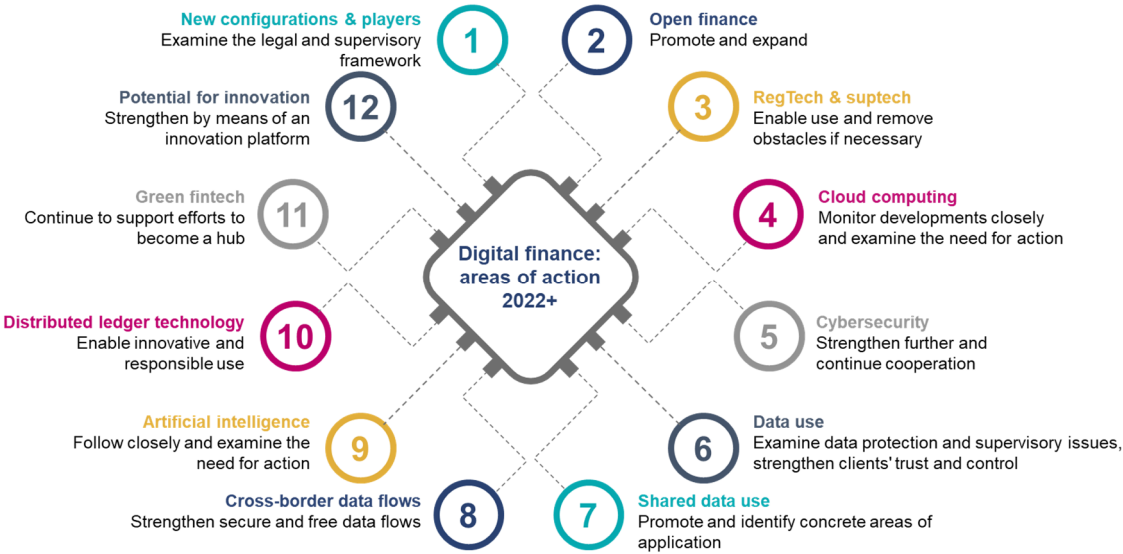 New configurations & players
Examine the legal and supervisory
framework
1
2
Open finance
Promote and expand
Potential for innovation
Strengthen by means of an
innovation platform
12
3
RegTech & suptech
Enable use and remove
obstacles if necessary
Green fintech
Continue to support efforts to
become a hub
11
4
Cloud computing
Monitor developments closely
and examine the need for action
Digital finance:
areas of action
2022+
Distributed ledger technology
Enable innovative and
responsible use
10
5
Cybersecurity
Strengthen further and
continue cooperation
Artificial intelligence
Follow closely and examine the
need for action
9
6
Data use
Examine data protection and supervisory issues,
strengthen clients' trust and control
Cross-border data flows
Strengthen secure and free data flows
8
7
Shared data use
Promote and identify concrete areas of
application